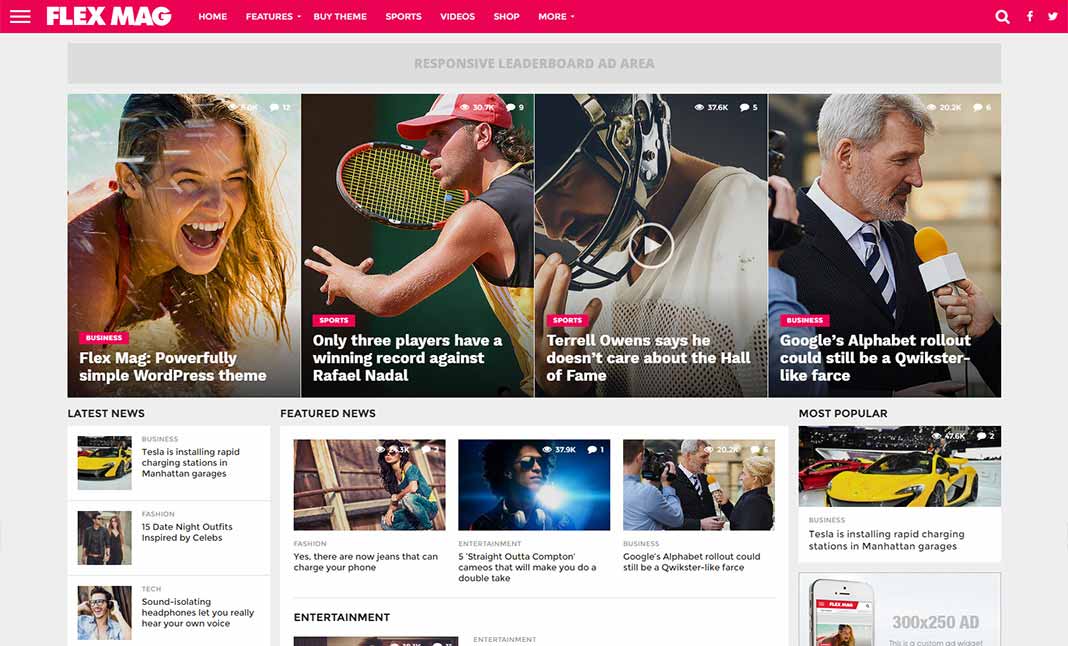 FLEX MAG
HOME FEATURES BUY THEME SPORTS VIDEOS SHOP MORE
RESPONSIVE LEADERBOARD AD AREA
12
BUSINESS
Flex Mag: Powerfully
simple WordPress theme
30.7K 9
SPORTS
Only three players have a
winning record against
Rafael Nadal
37.6K 5
SPORTS
Terrell Owens says he
doesn’t care about the Hall
of Fame
20.2K 6
BUSINESS
Google’s Alphabet rollout
could still be a Qwikster-
like farce
LATEST NEWS
BUSINESS
Tesla is installing rapid
charging stations in
Manhattan garages
FASHION
15 Date Night Outfits
Inspired by Celebs
TECH
Sound-isolating
headphones let you really
hear your own voice
FEATURED NEWS
FASHION
Yes, there are now jeans that can
charge your phone
37.9K 1
ENTERTAINMENT
5 ‘Straight Outta Compton’
cameos that will make you do a
double take
20.2K 6
BUSINESS
Google’s Alphabet rollout could
still be a Qwikster-like farce
ENTERTAINMENT
ENTERTAINMENT
MOST POPULAR
47.6K 2
BUSINESS
Tesla is installing rapid charging
stations in Manhattan garages
FLEX MAG
300x250 AD
This is a custom ad widget